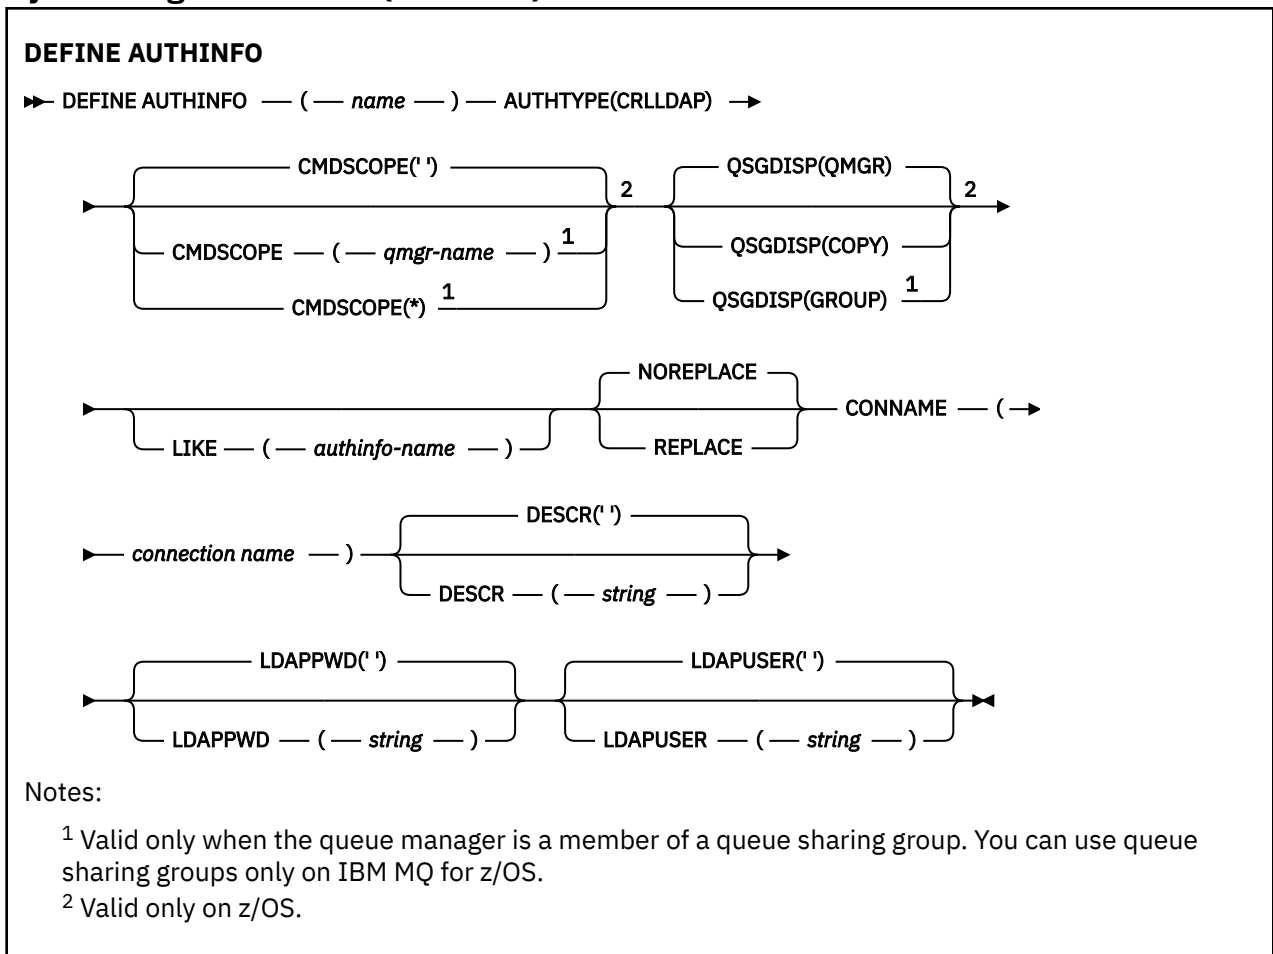 DEFINE AUTHINFO
DEFINE AUTHINFO ( name ) AUTHTYPE(CRLLDAP)
CMDSCOPE(' ') 2 QSGDISP(QMGR) 2
CMDSCOPE ( qmgr-name ) 1 QSGDISP(COPY)
CMDSCOPE(*) 1 QSGDISP(GROUP) 1
NOREPLACE
CONNAME (
LIKE ( authinfo-name ) REPLACE
DESCR(' ')
connection name )
DESCR ( string )
LDAPPWD(' ') LDAPUSER(' ')
LDAPPWD ( string ) LDAPUSER ( string )
Notes:
1 Valid only when the queue manager is a member of a queue sharing group. You can use queue
sharing groups only on IBM MQ for z/OS.
2 Valid only on z/OS.